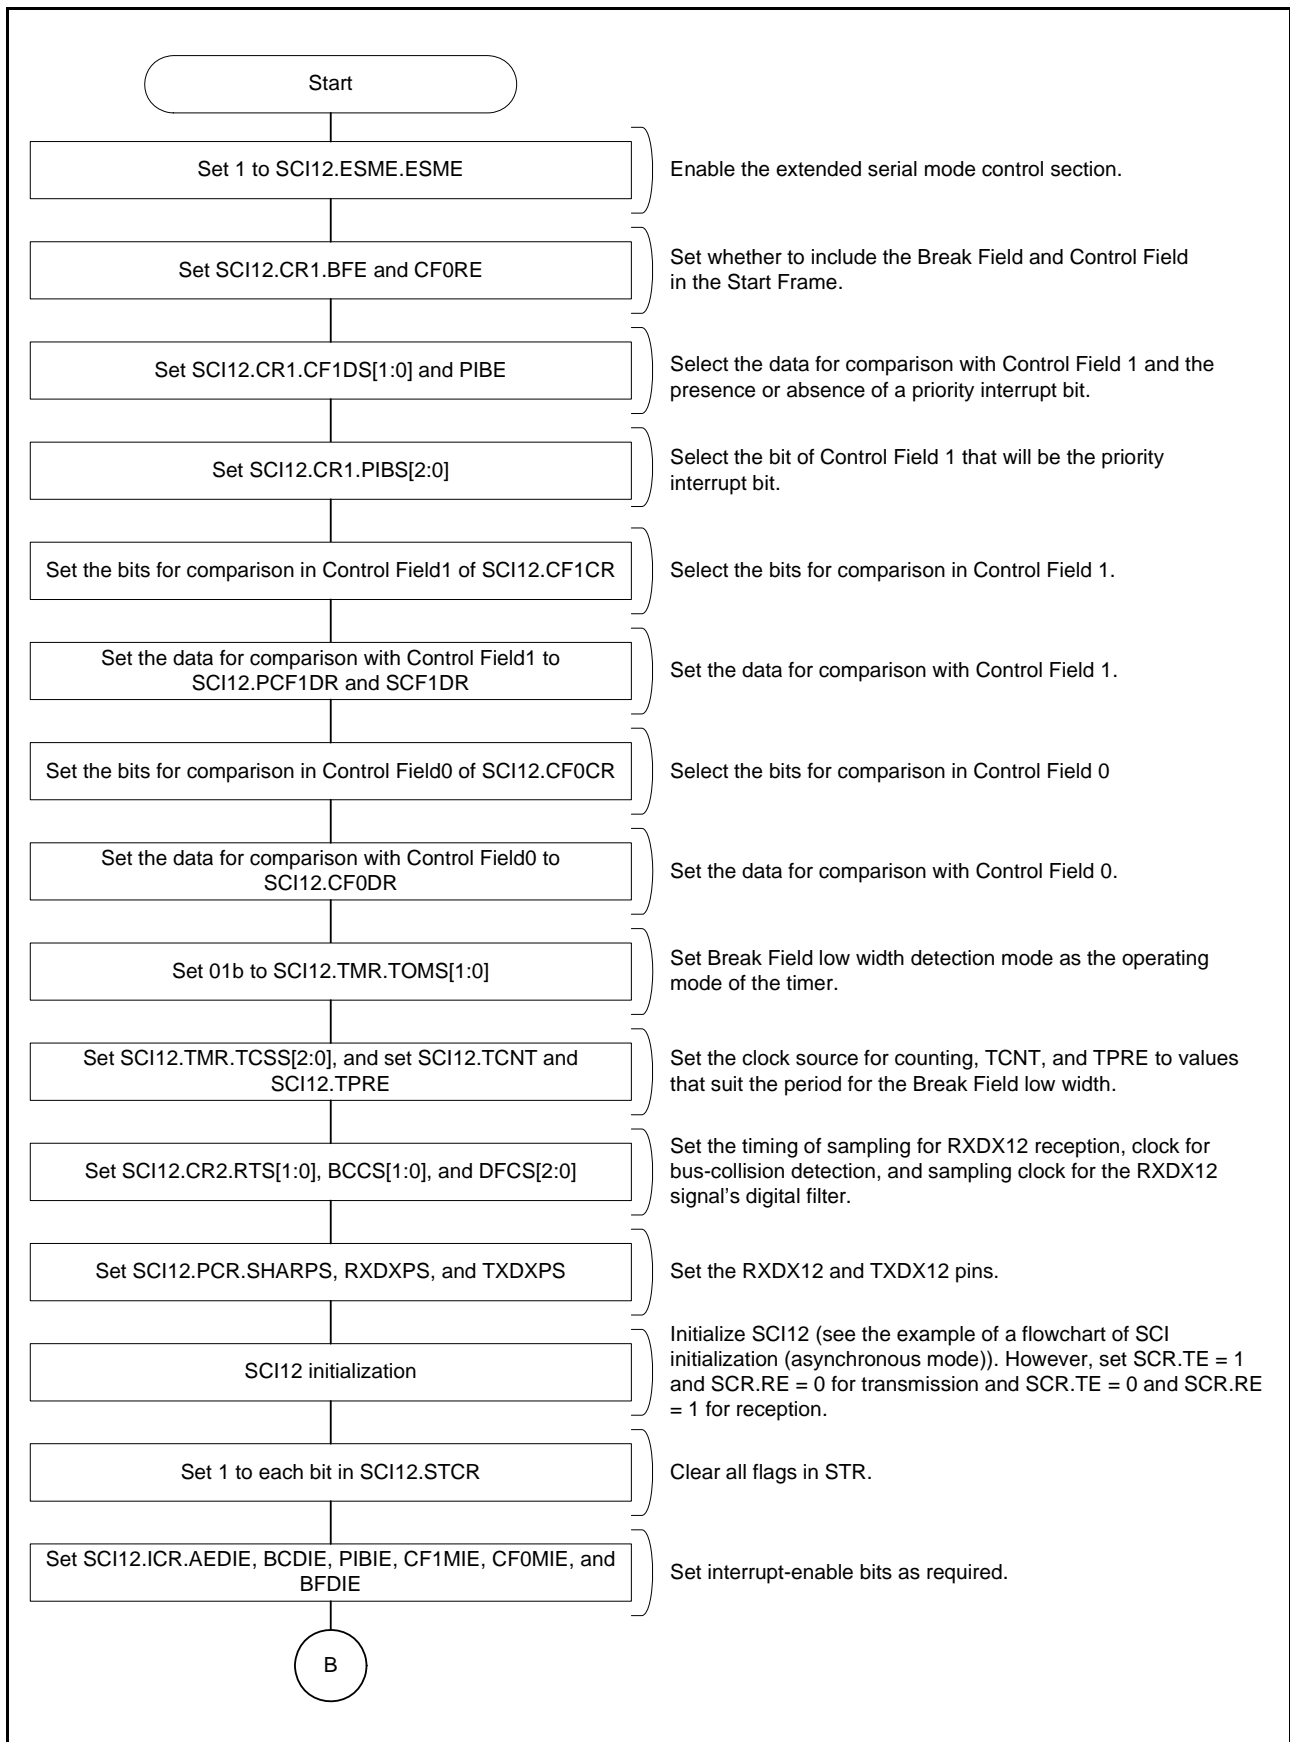 Start
Set 1 to SCI12.ESME.ESME
Enable the extended serial mode control section.
Set SCI12.CR1.BFE and CF0RE
Set whether to include the Break Field and Control Field
in the Start Frame.
Set SCI12.CR1.CF1DS[1:0] and PIBE
Select the data for comparison with Control Field 1 and the
presence or absence of a priority interrupt bit.
Set SCI12.CR1.PIBS[2:0]
Select the bit of Control Field 1 that will be the priority
interrupt bit.
Set the bits for comparison in Control Field1 of SCI12.CF1CR
Select the bits for comparison in Control Field 1.
Set the data for comparison with Control Field1 to
SCI12.PCF1DR and SCF1DR
Set the data for comparison with Control Field 1.
Set the bits for comparison in Control Field0 of SCI12.CF0CR
Select the bits for comparison in Control Field 0
Set the data for comparison with Control Field0 to
SCI12.CF0DR
Set the data for comparison with Control Field 0.
Set 01b to SCI12.TMR.TOMS[1:0]
Set Break Field low width detection mode as the operating
mode of the timer.
Set SCI12.TMR.TCSS[2:0], and set SCI12.TCNT and
SCI12.TPRE
Set the clock source for counting, TCNT, and TPRE to values
that suit the period for the Break Field low width.
Set SCI12.CR2.RTS[1:0], BCCS[1:0], and DFCS[2:0]
Set the timing of sampling for RXDX12 reception, clock for
bus-collision detection, and sampling clock for the RXDX12
signal’s digital filter.
Set SCI12.PCR.SHARPS, RXDXPS, and TXDXPS
Set the RXDX12 and TXDX12 pins.
SCI12 initialization
Initialize SCI12 (see the example of a flowchart of SCI
initialization (asynchronous mode)). However, set SCR.TE = 1
and SCR.RE = 0 for transmission and SCR.TE = 0 and SCR.RE
= 1 for reception.
Set 1 to each bit in SCI12.STCR
Clear all flags in STR.
Set SCI12.ICR.AEDIE, BCDIE, PIBIE, CF1MIE, CF0MIE, and
BFDIE
Set interrupt-enable bits as required.
B